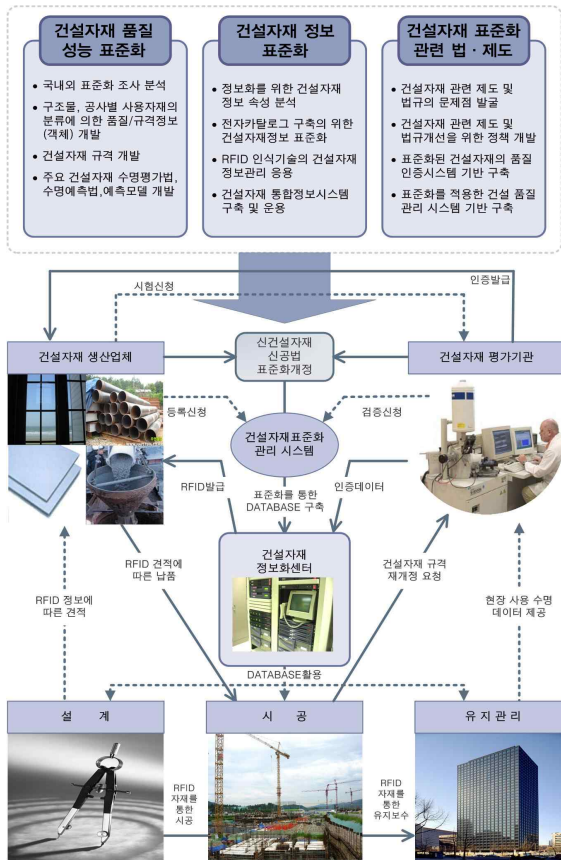 건설자재 품질
성능 표준화
• 국내외 표준화 조사 분석
• 구조물, 공사별 사용자재의
분류에 의한 품질/규격정보
(객체) 개발
• 건설자재 규격 개발
• 주요 건설자재 수명평가법,
수명예측법,예측모델 개발
건설자재 정보
표준화
• 정보화를 위한 건설자재
정보 속성 분석
• 전자카탈로그 구축의 위한
건설자재정보 표준화
• RFID 인식기술의 건설자재
정보관리 응용
• 건설자재 통합정보시스템
구축 및 운용
건설자재 표준화
관련 법 · 제도
• 건설자재 관련 제도 및
법규의 문제점 발굴
• 건설자재 관련 제도 및
법규개선을 위한 정책 개발
• 표준화된 건설자재의 품질
인증시스템 기반 구축
• 표준화를 적용한 건설 품질
관리 시스템 기반 구축
시험신청
인증발급
건설자재 생산업체
신건설자재
신공법
표준화개정
건설자재 평가기관
등록신청
검증신청
건설자재표준화
관리 시스템
RFID발급
표준화를 통한
DATABASE 구축
인증데이터
건설자재
정보화센터
RFID 견적에
따른 납품
건설자재 규격
재개정 요청
RFID 정보에
따른 견적
현장 사용 수명
데이터 제공
DATABASE활용
설 계
시 공
유지관리
RFID
자재를
통한
시공
RFID
자재를
통한
유지보수